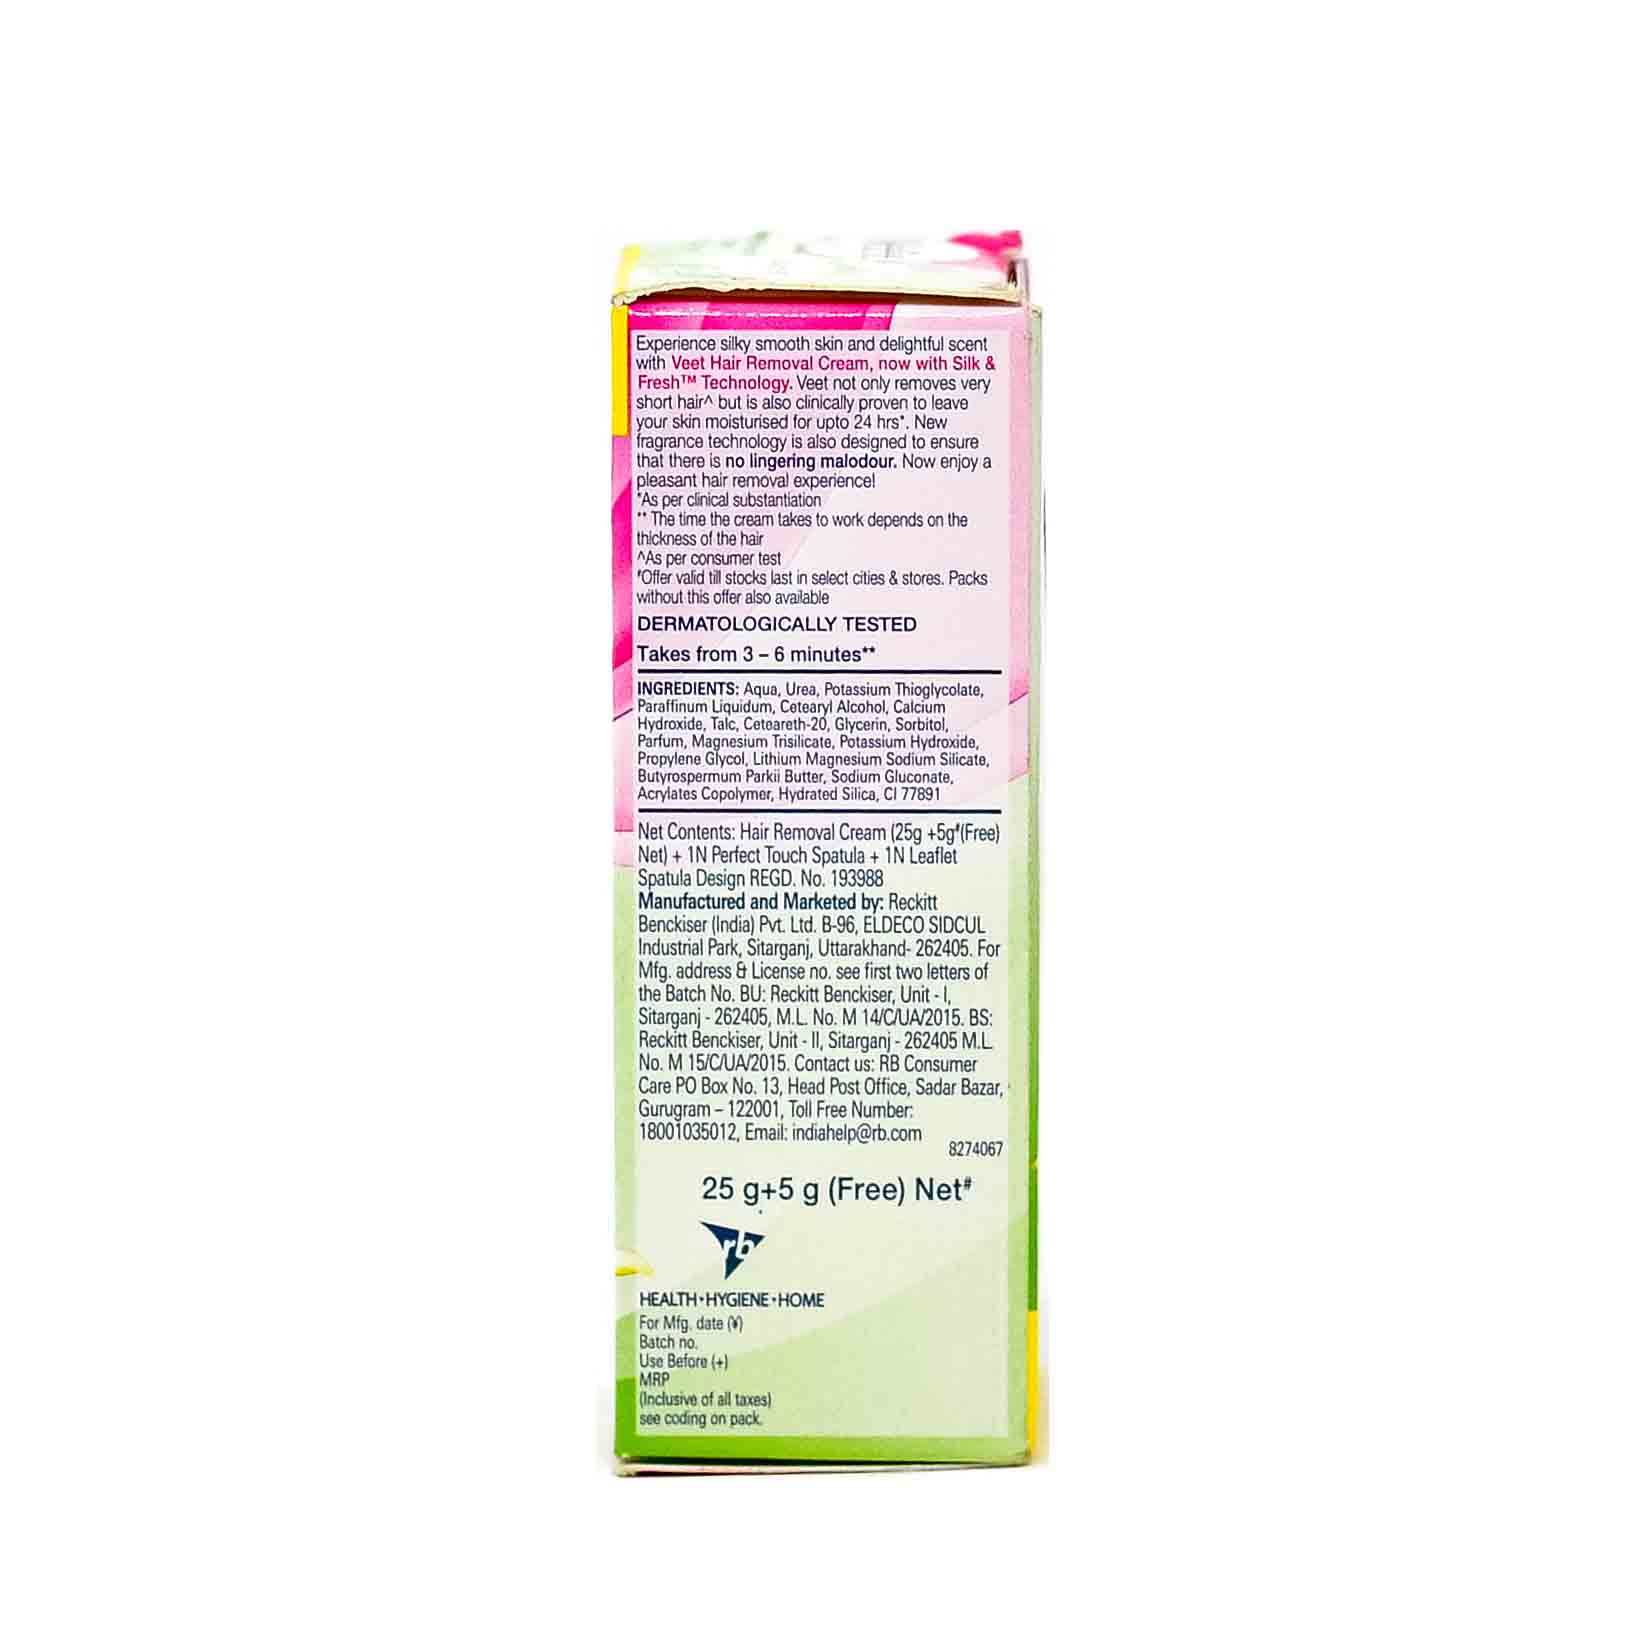 Experience silky smooth skin and delightful scent
with Veet Hair Removal Cream, now with Silk &
Fresh™ Technology. Veet not only removes very
short hair^ but is also clinically proven to leave
your skin moisturised for upto 24 hrs*. New
fragrance technology is also designed to ensure
that there is no lingering malodour. Now enjoy a
pleasant hair removal experience!
*As per clinical substantiation
** The time the cream takes to work depends on the
thickness of the hair
^As per consumer test
#Offer valid till stocks last in select cities & stores. Packs
without this offer also available
DERMATOLOGICALLY TESTED
Takes from 3 – 6 minutes**
INGREDIENTS: Aqua, Urea, Potassium Thioglycolate,
Paraffinum Liquidum, Cetearyl Alcohol, Calcium
Hydroxide, Talc, Ceteareth-20, Glycerin, Sorbitol,
Parfum, Magnesium Trisilicate, Potassium Hydroxide,
Propylene Glycol, Lithium Magnesium Sodium Silicate,
Butyrospermum Parkii Butter, Sodium Gluconate,
Acrylates Copolymer, Hydrated Silica, CI 77891
Net Contents: Hair Removal Cream (25g +5g#(Free)
Net) + 1N Perfect Touch Spatula + 1N Leaflet
Spatula Design REGD. No. 193988
Manufactured and Marketed by: Reckitt
Benckiser (India) Pvt. Ltd. B-96, ELDECO SIDCUL
Industrial Park, Sitarganj, Uttarakhand- 262405. For
Mfg. address & License no. see first two letters of
the Batch No. BU: Reckitt Benckiser, Unit - I,
Sitarganj - 262405, M.L. No. M 14/C/UA/2015. BS:
Reckitt Benckiser, Unit - II, Sitarganj - 262405 M.L.
No. M 15/C/UA/2015. Contact us: RB Consumer
Care PO Box No. 13, Head Post Office, Sadar Bazar,
Gurugram – 122001, Toll Free Number:
18001035012, Email: indiahelp@rb.com
8274067
25 g+5 g (Free) Net#
rb
HEALTH•HYGIENE•HOME
For Mfg. date (¥)
Batch no.
Use Before (+)
MRP
(Inclusive of all taxes)
see coding on pack.